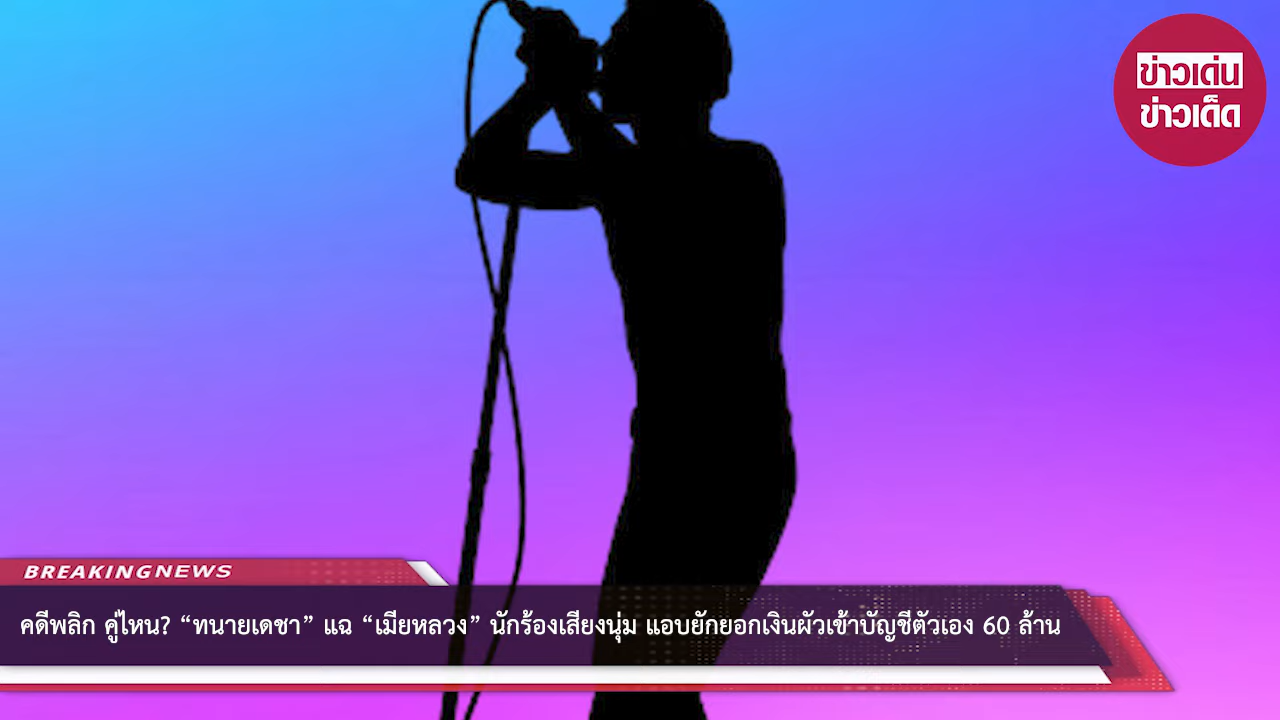 ข่าวเด่น
ข่าวเด็ด
BREAKINGNEWS
คดีพลิก คู่ไหน? “ทนายเดชา” แฉ “เมียหลวง” นักร้องเสียงนุ่ม แอบยักยอกเงินผัวเข้าบัญชีตัวเอง 60 ล้าน